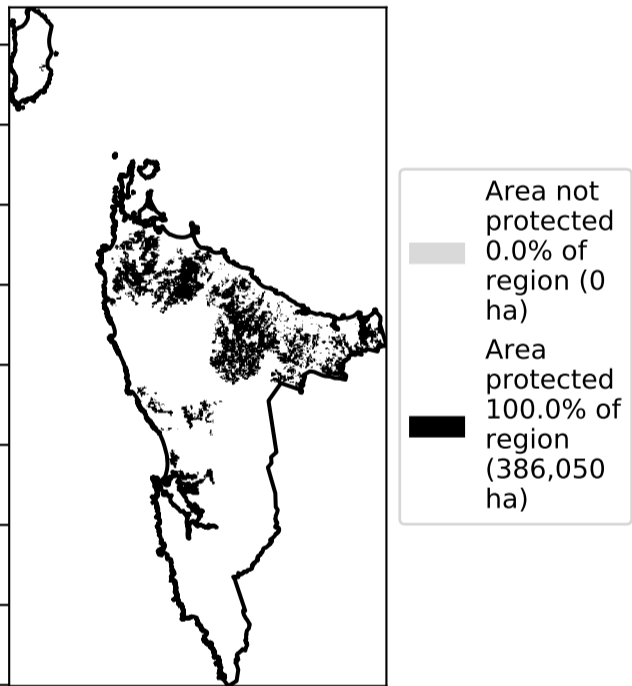 Area not
protected
0.0% of
region (0
ha)
Area
protected
100.0% of
region
(386,050
ha)